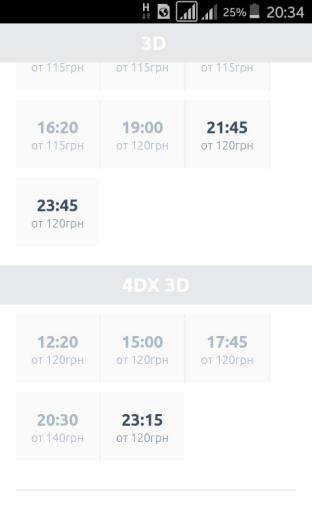 H 25% 20:34
3D
от 115грн от 115грн от 115грн
16:20 19:00 21:45
от 115грн от 120грн от 120грн
23:45
от 120грн
4DX 3D
12:20 15:00 17:45
от 120грн от 120грн от 120грн
20:30 23:15
от 140грн от 120грн